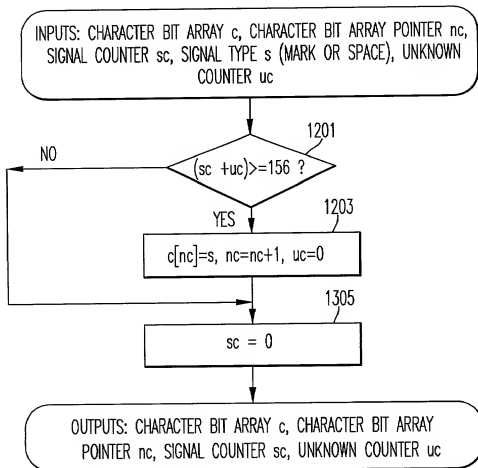 INPUTS: CHARACTER BIT ARRAY c, CHARACTER BIT ARRAY POINTER nc,
SIGNAL COUNTER sc, SIGNAL TYPE s (MARK OR SPACE), UNKNOWN
COUNTER uc
1201
NO
(sc +uc)>=156 ?
YES
1203
c[nc]=s, nc=nc+1, uc=0
1305
sc = 0
OUTPUTS: CHARACTER BIT ARRAY c, CHARACTER BIT ARRAY
POINTER nc, SIGNAL COUNTER sc, UNKNOWN COUNTER uc